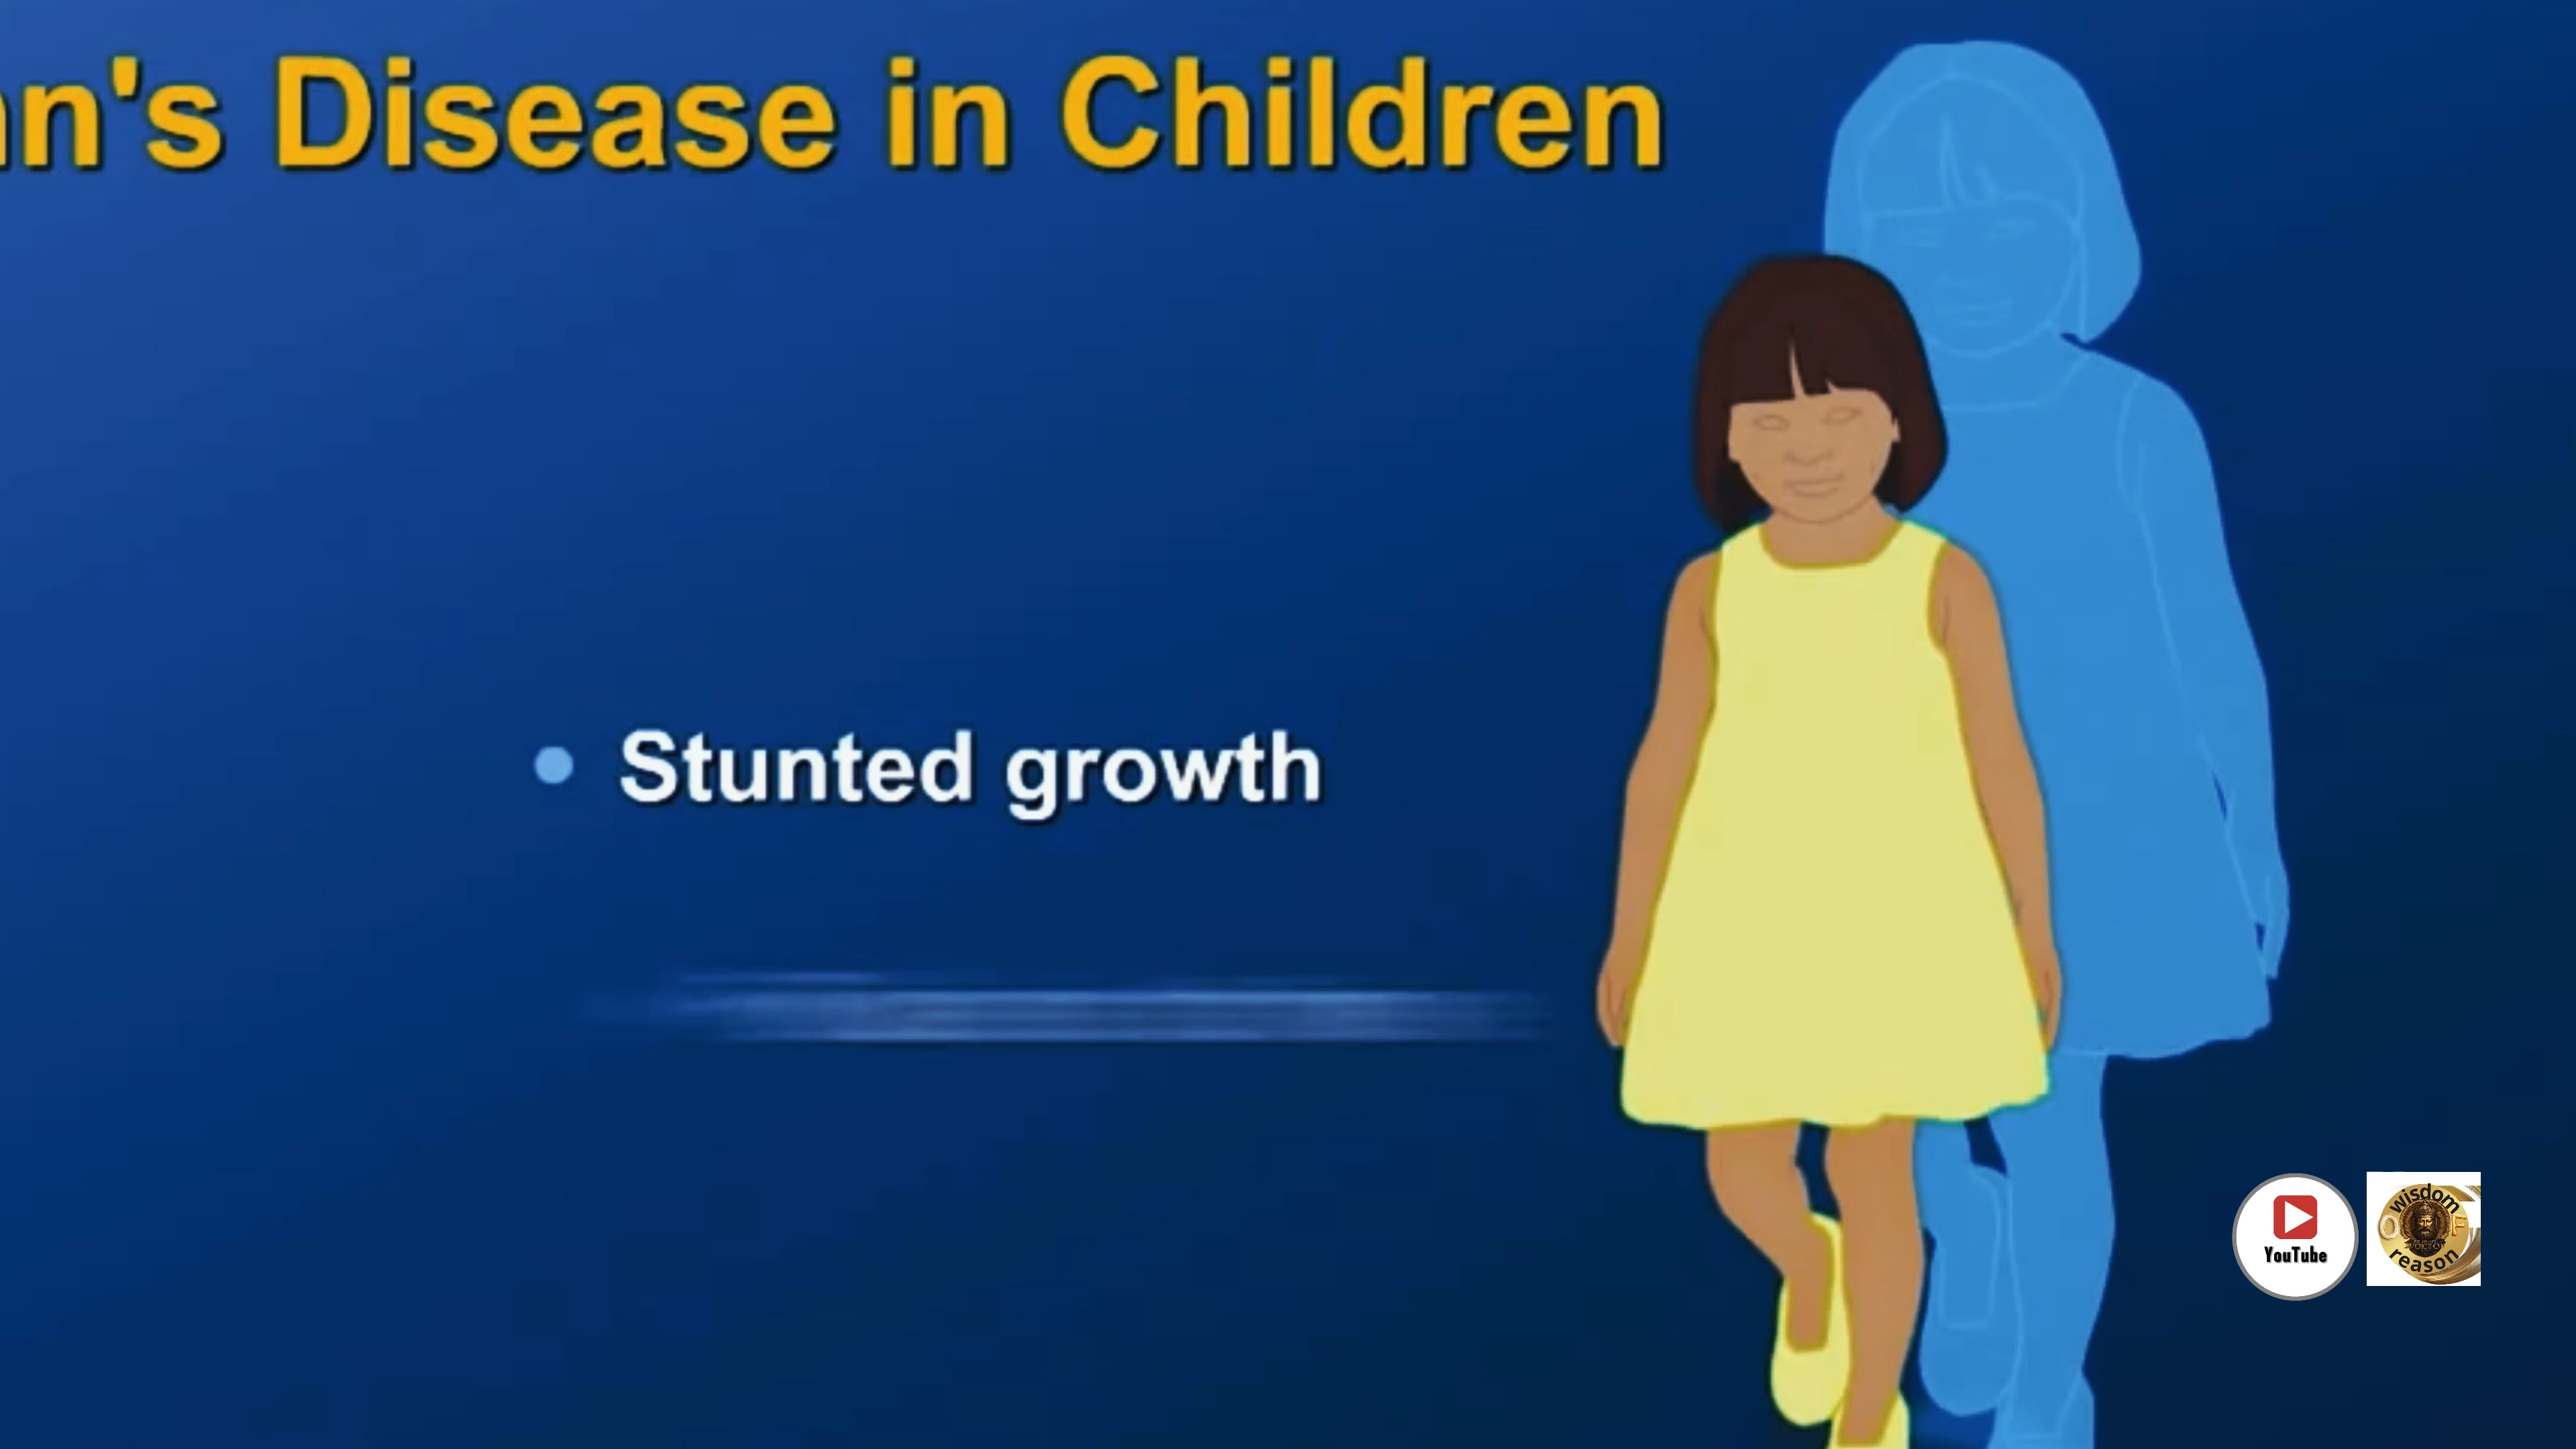 n's Disease in Children
• Stunted growth
YouTube
wisdom
reason